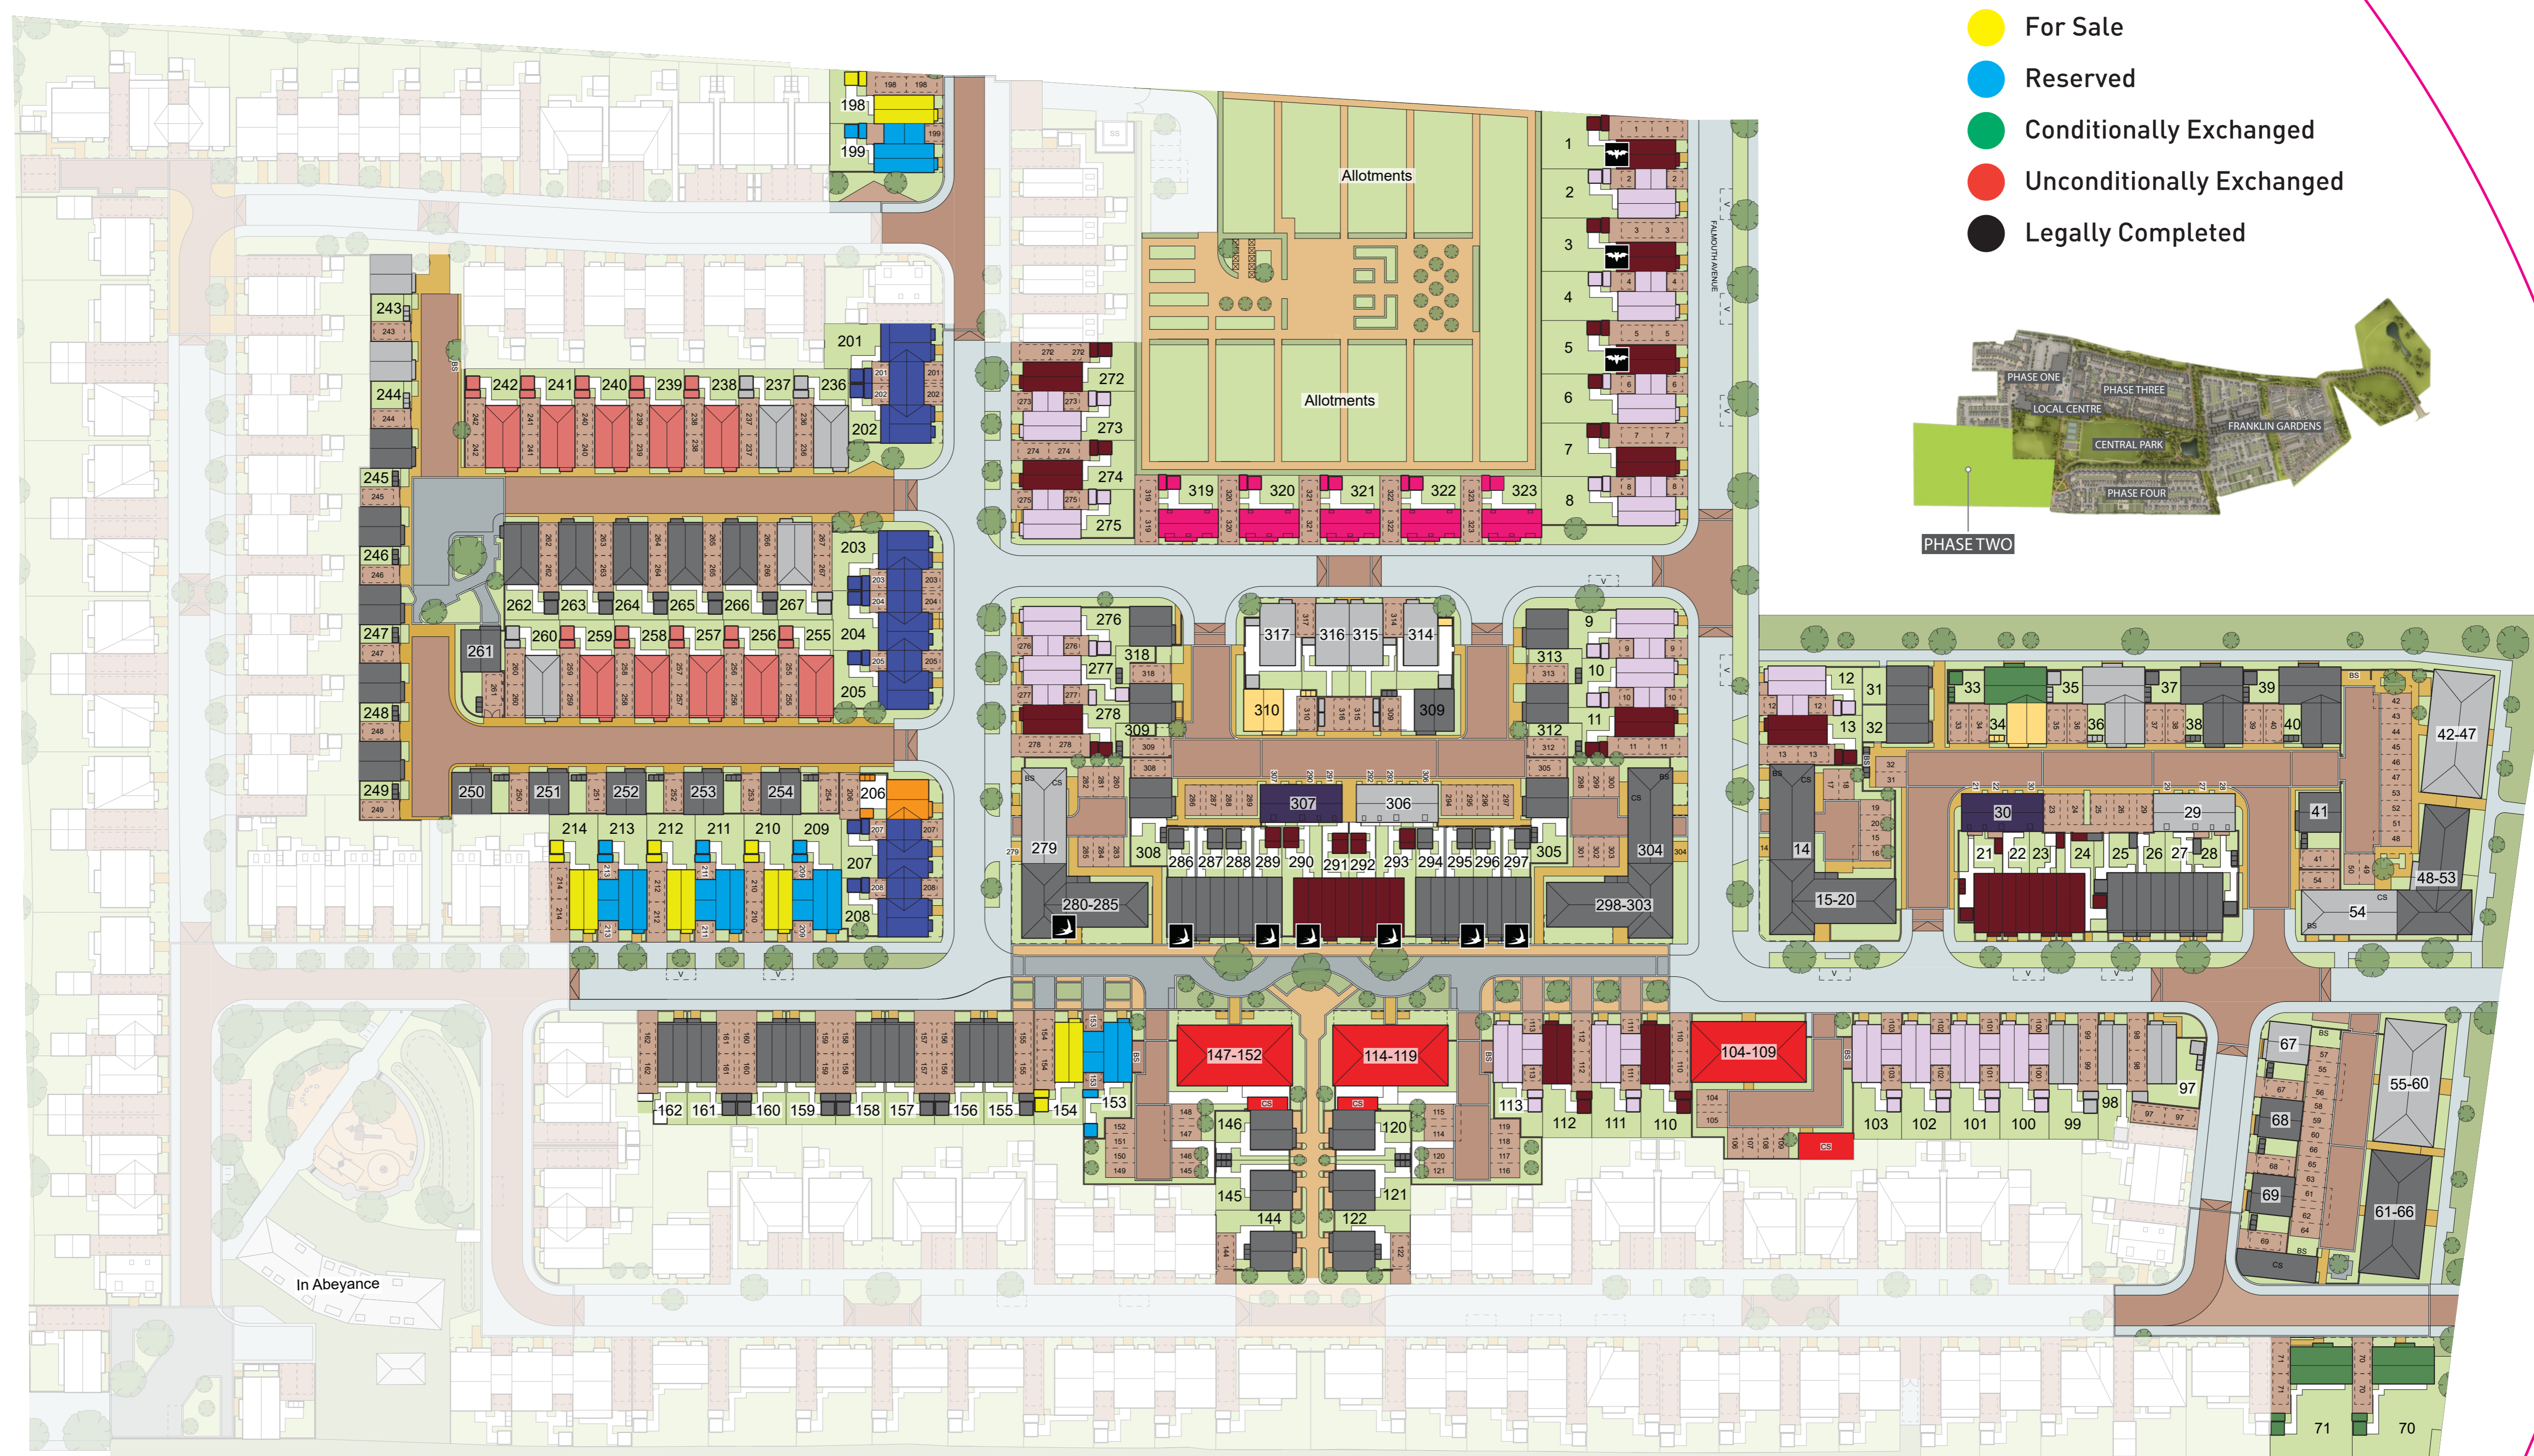 For Sale
Reserved
Conditionally Exchanged
Unconditionally Exchanged
Legally Completed
PHASE ONE
PHASE THREE
LOCAL CENTRE
FRANKLIN GARDENS
CENTRAL PARK
PHASE FOUR
PHASE TWO
198
199
SS
Allotments
Allotments
FALMOUTH AVENUE
1
2
3
4
5
6
7
8
243
244
245
246
247
248
249
BS
201
202
242 241 240 239 238 237 236
272
273
274
275
319 320 321 322 323
203
204
205
262 263 264 265 266 267
261 260 259 258 257 256 255
276
277
278
318
309
317 316 315 314
310 309
313
312
9
10
11
12
13
31
32
33 34 35 36 37 38 39 40
42-47
250 251 252 253 254
206
207
208
214 213 212 211 210 209
279
280-285
307 306
308 286 287 288 289 290 291 292 293 294 295 296 297 305
304
298-303
14
15-20
30 29
21 22 23 24 25 26 27 28
41
48-53
54
162 161 160 159 158 157 156 155 154 153
147-152
114-119
104-109
CS
CS
CS
146
145
144
120
121
122
113 112 111 110
103 102 101 100 99 98 97
67
68
69
55-60
61-66
BS
CS
In Abeyance
71 70